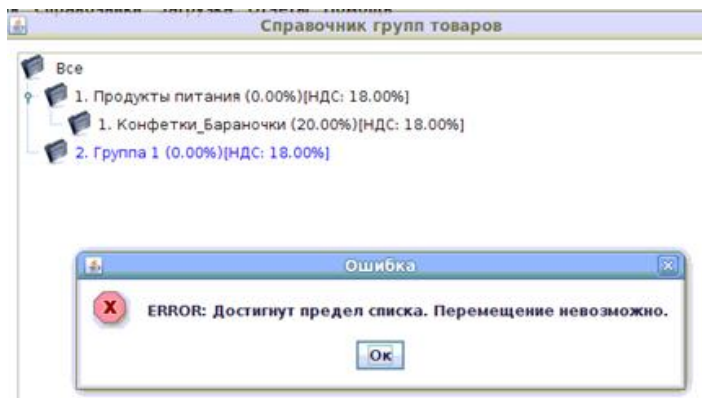 Справочник групп товаров
Все
1. Продукты питания (0.00%)[НДС: 18.00%]
1. Конфетки_Бараночки (20.00%)[НДС: 18.00%]
2. Группа 1 (0.00%)[НДС: 18.00%]
Ошибка
X
ERROR: Достигнут предел списка. Перемещение невозможно.
Ок